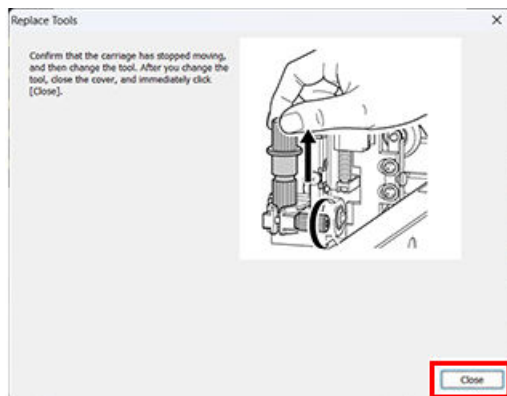 Replace Tools
Confirm that the carriage has stopped moving,
and then change the tool. After you change the
tool, close the cover, and immediately click
[Close].
Close